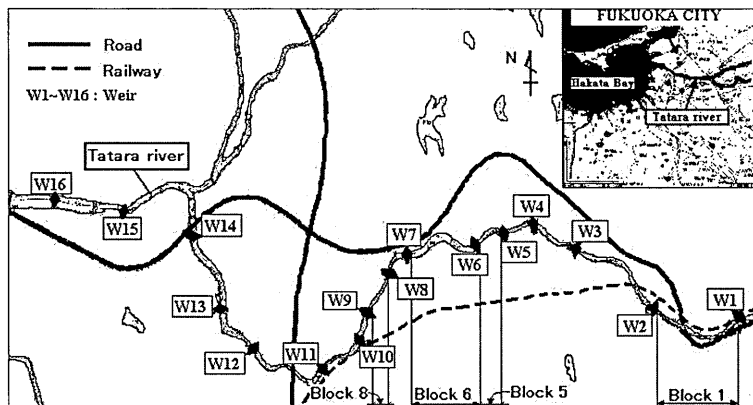 Road
Railway
W1~W16 : Weir
Tatara river
N
FUKUOKA CITY
Hakata Bay
Tatara river
W16
W15
W14
W13
W12
W11
W10
W9
W8
W7
W6
W5
W4
W3
W2
W1
Block 8
Block 6
Block 5
Block 1